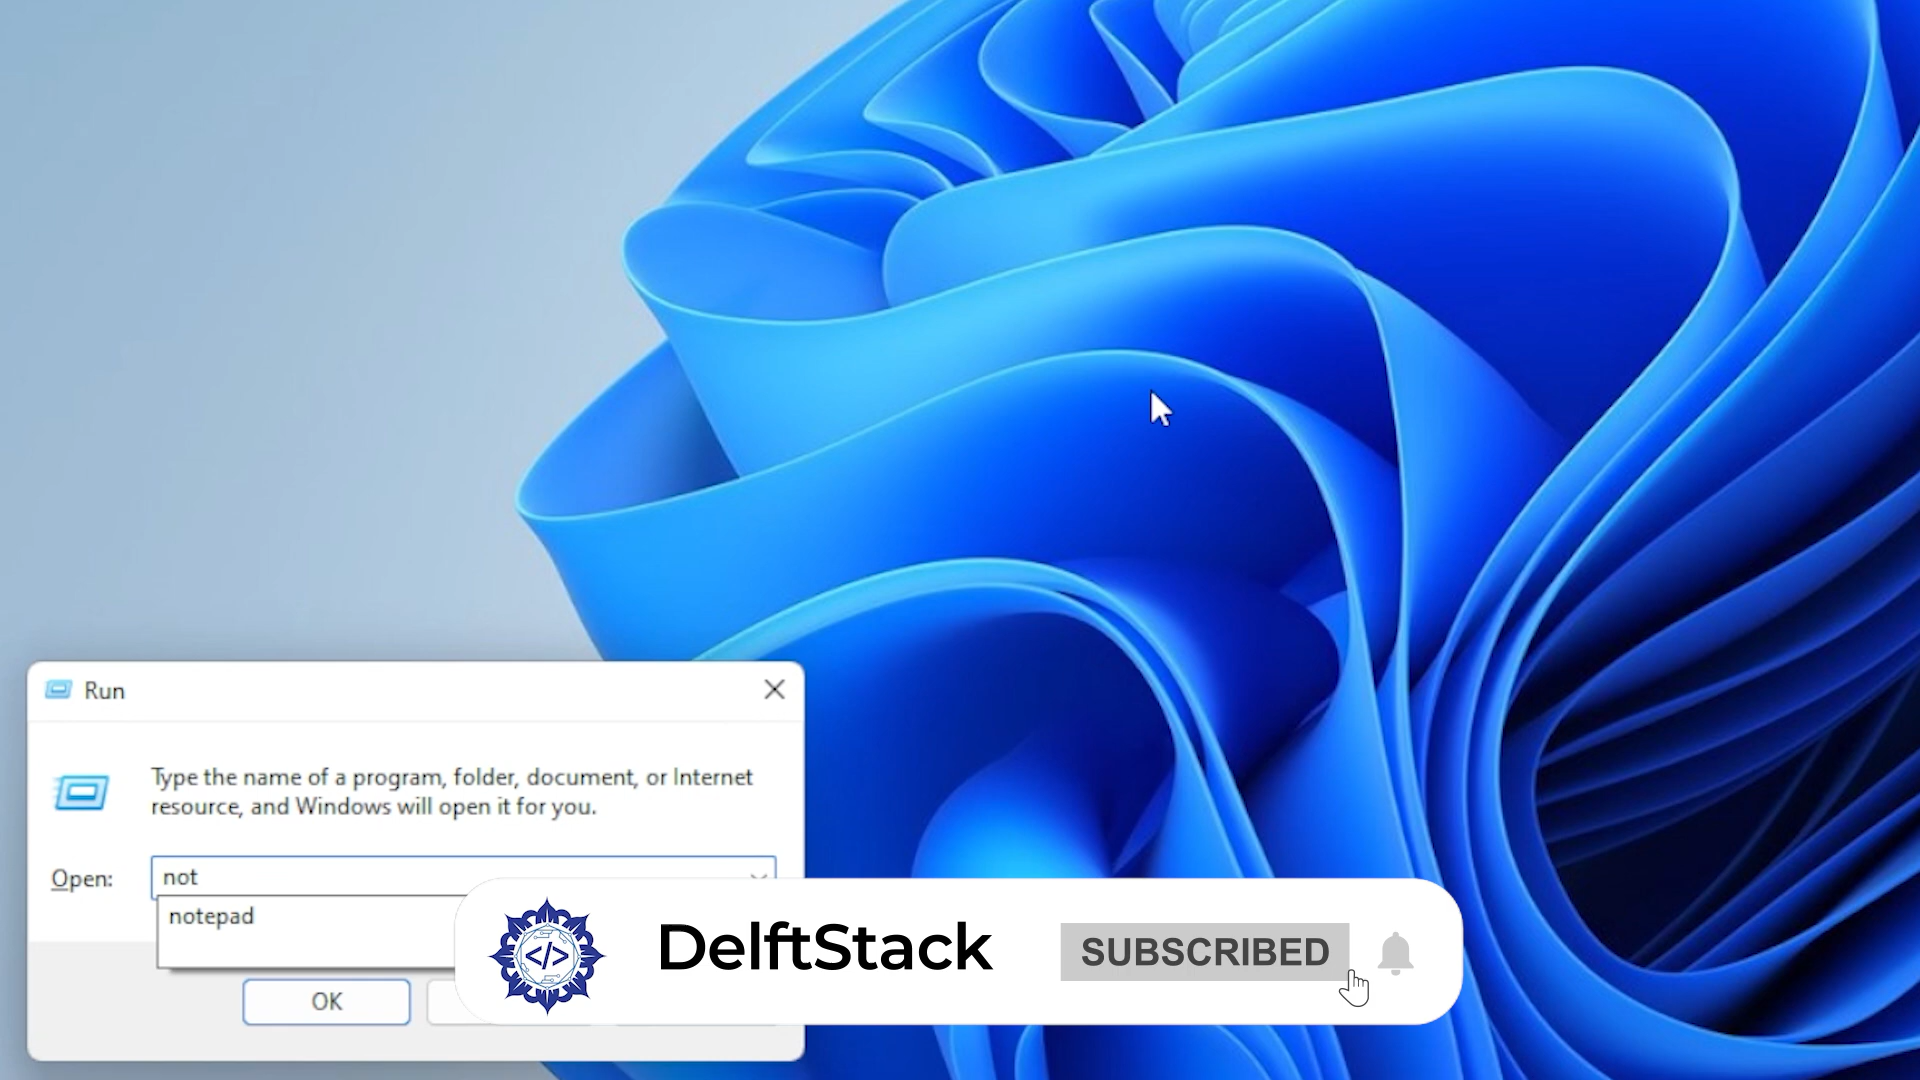 Run
Type the name of a program, folder, document, or Internet
resource, and Windows will open it for you.
Open:
not
notepad
OK
</>
DelftStack
SUBSCRIBED